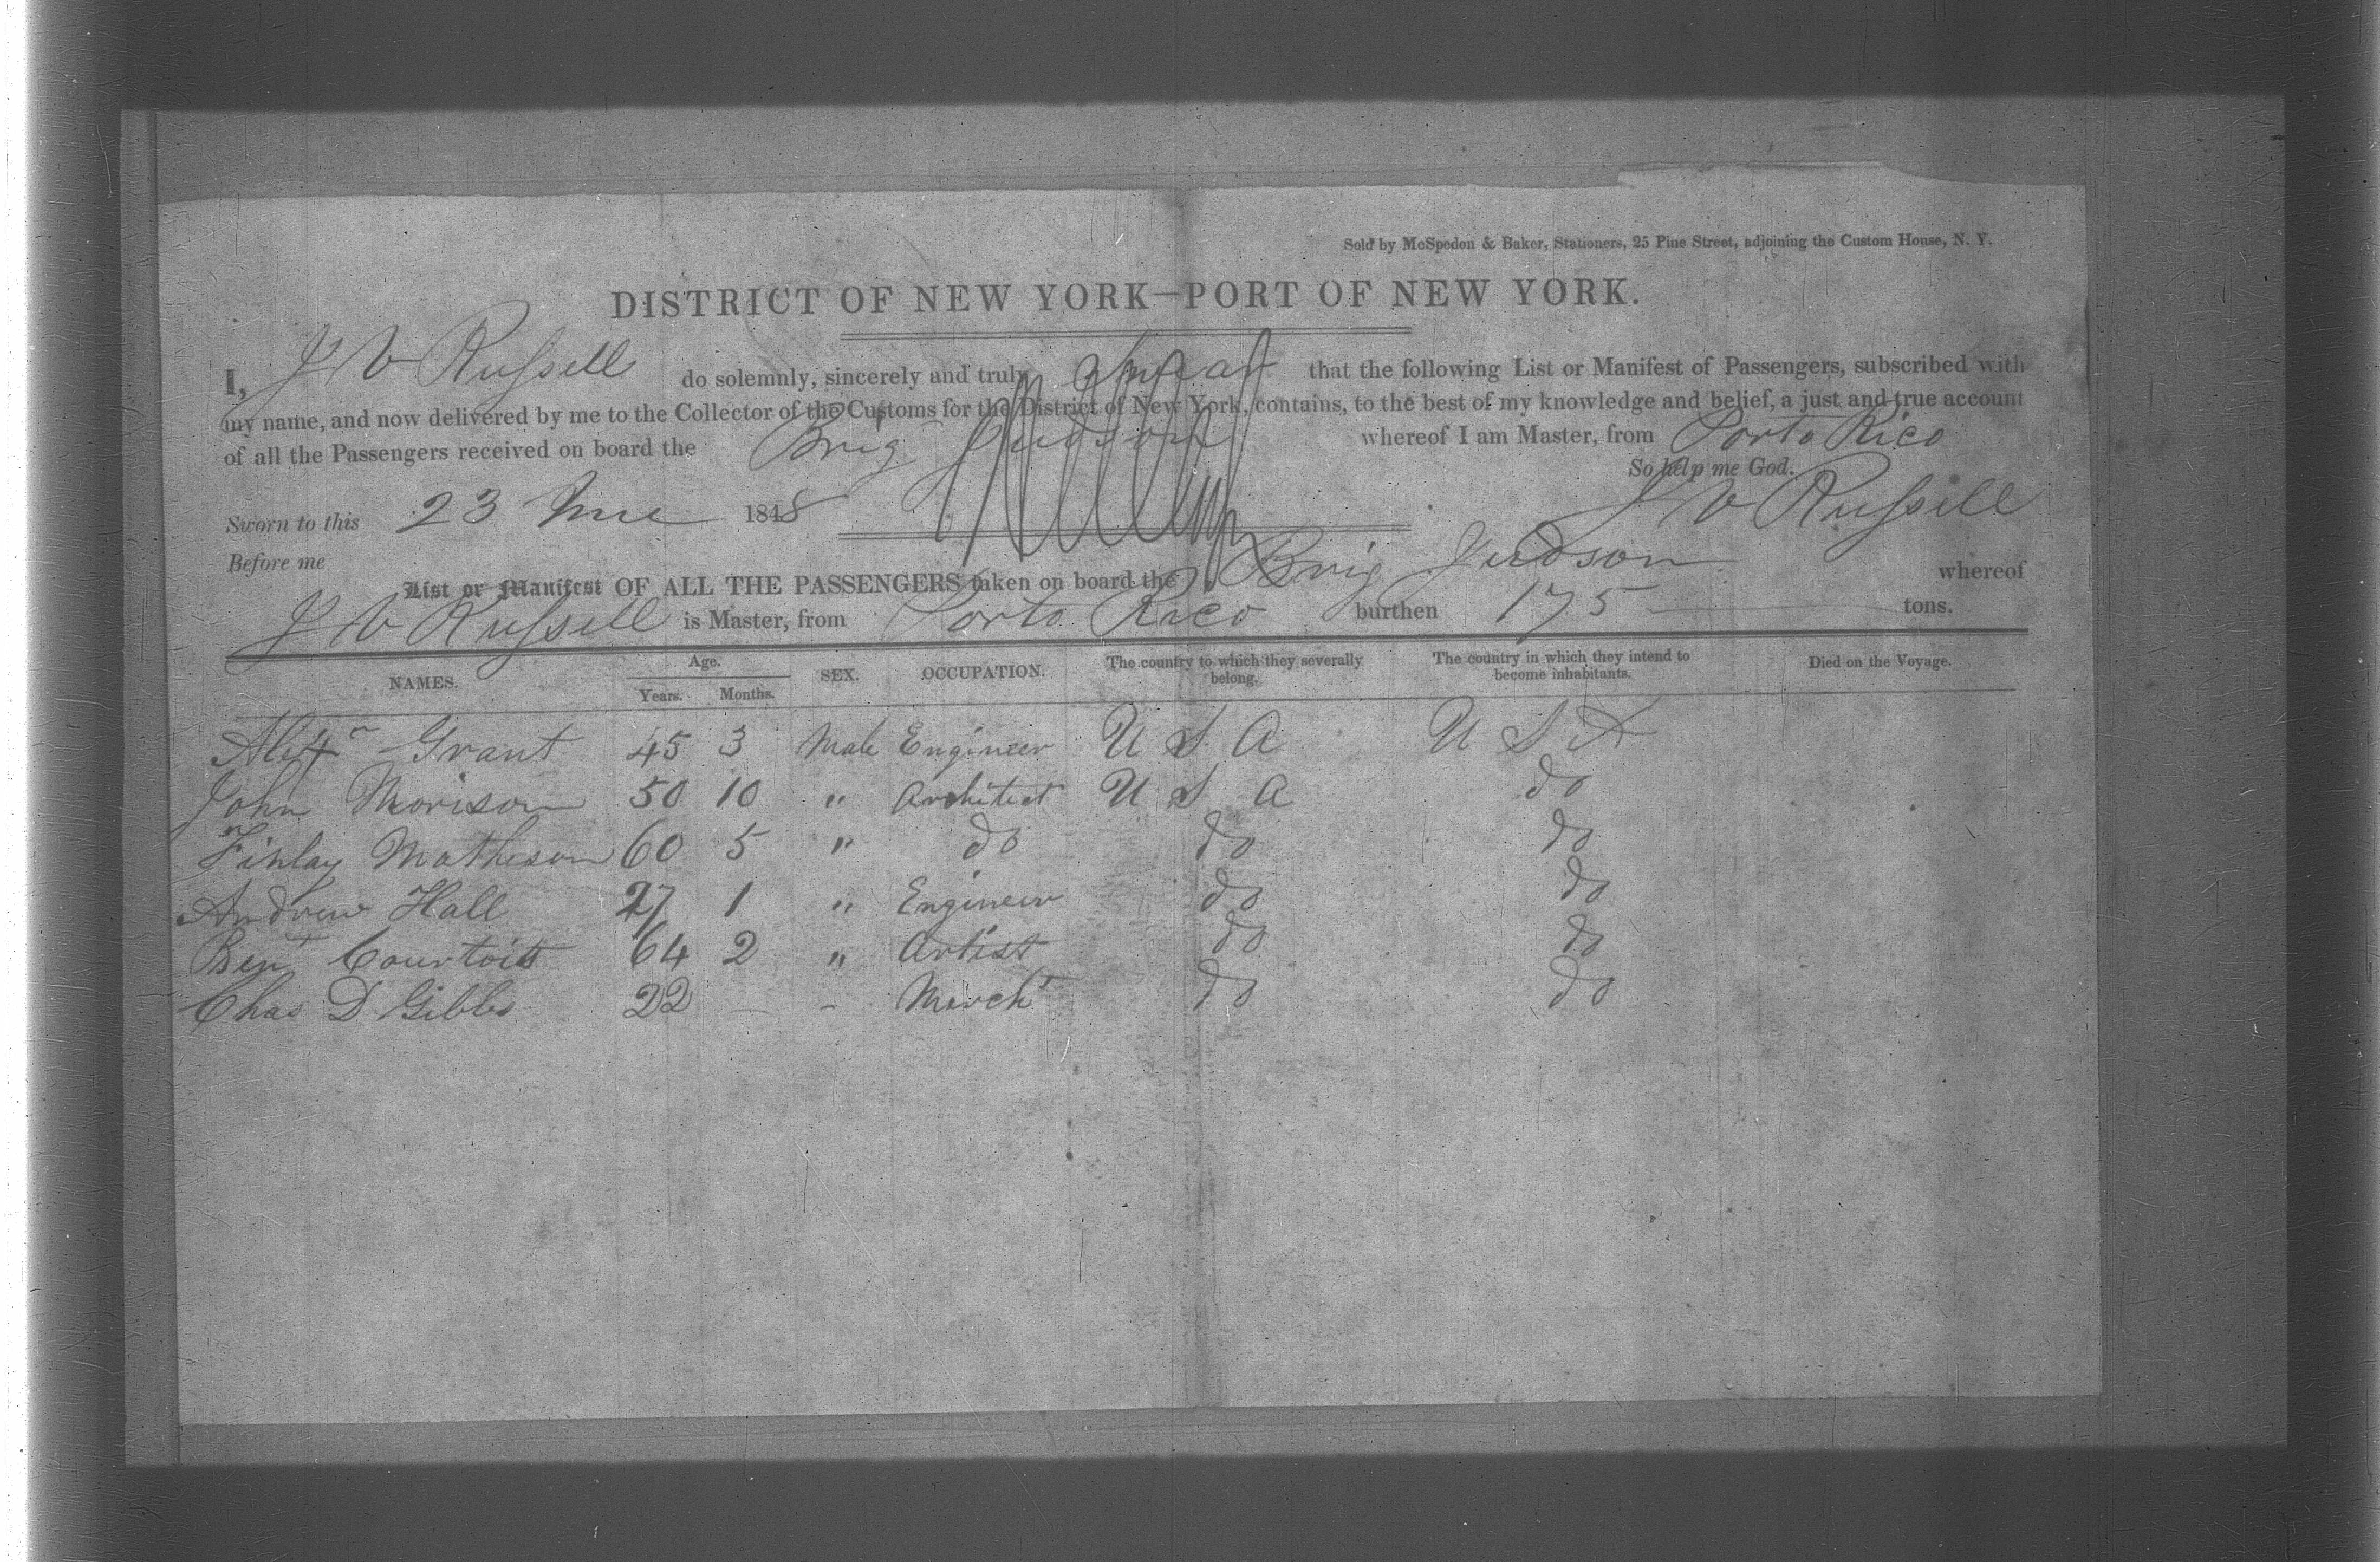 Sold by McSpedon & Baker, Stationers, 25 Pine Street, adjoining the Custom House, N. Y.
DISTRICT OF NEW YORK—PORT OF NEW YORK.
I, J W Russell do solemnly, sincerely and truly Swear that the following List or Manifest of Passengers, subscribed with
my name, and now delivered by me to the Collector of the Customs for the District of New York, contains, to the best of my knowledge and belief, a just and true account
of all the Passengers received on board the Brig Judson whereof I am Master, from Porto Rico
So help me God.
Sworn to this 23 June 1848 J W Russell
Before me
List or Manifest OF ALL THE PASSENGERS taken on board the Brig Judson whereof
J W Russell is Master, from Porto Rico burthen 175 tons.
NAMES. Age. Years. Months. SEX. OCCUPATION. The country to which they severally belong. The country in which they intend to become inhabitants. Died on the Voyage.
Alexr Grant 45 3 Male Engineer U S A U S A
John Morison 50 10 " Architect U S A do
Finlay Matheson 60 5 " do do do
Andrew Hall 27 1 " Engineer do do
Benj Courtois 64 2 " Artist do do
Chas D Gibbs 22 — - Merch do do